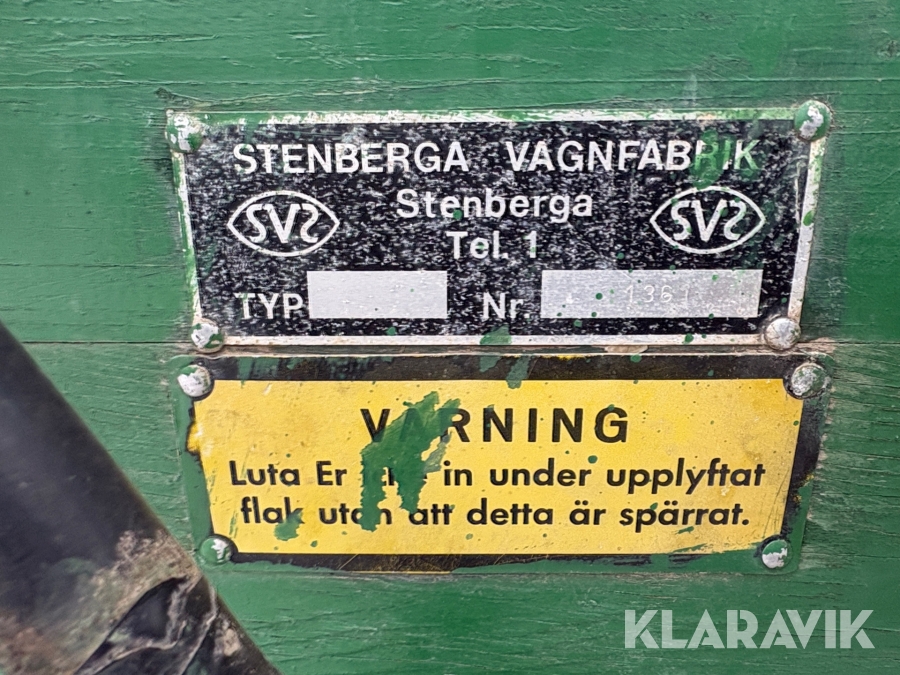 STENBERGA VAGNFABRIK
SVS Stenberga SVS
Tel. 1
TYP Nr. 1361
VARNING
Luta Er icke in under upplyftat
flak utan att detta är spärrat.
KLARAVIK